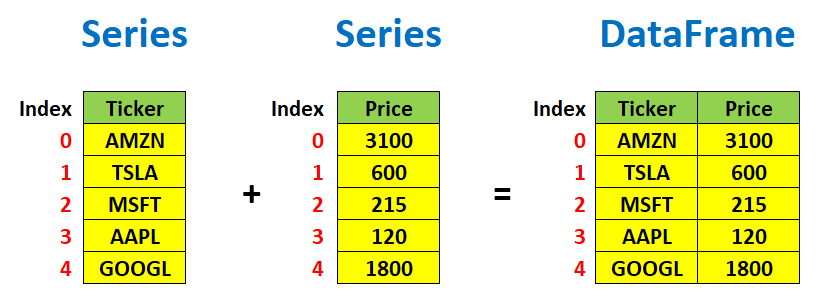 Series Series DataFrame
Index Ticker Index Price Index Ticker Price
0 AMZN 0 3100 0 AMZN 3100
1 TSLA 1 600 1 TSLA 600
2 MSFT + 2 215 = 2 MSFT 215
3 AAPL 3 120 3 AAPL 120
4 GOOGL 4 1800 4 GOOGL 1800